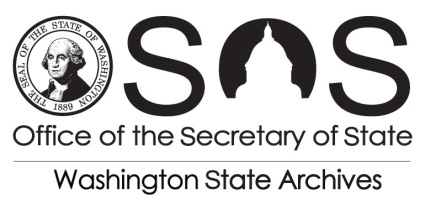 THE SEAL OF THE STATE OF WASHINGTON
1889
SOS
Office of the Secretary of State
Washington State Archives